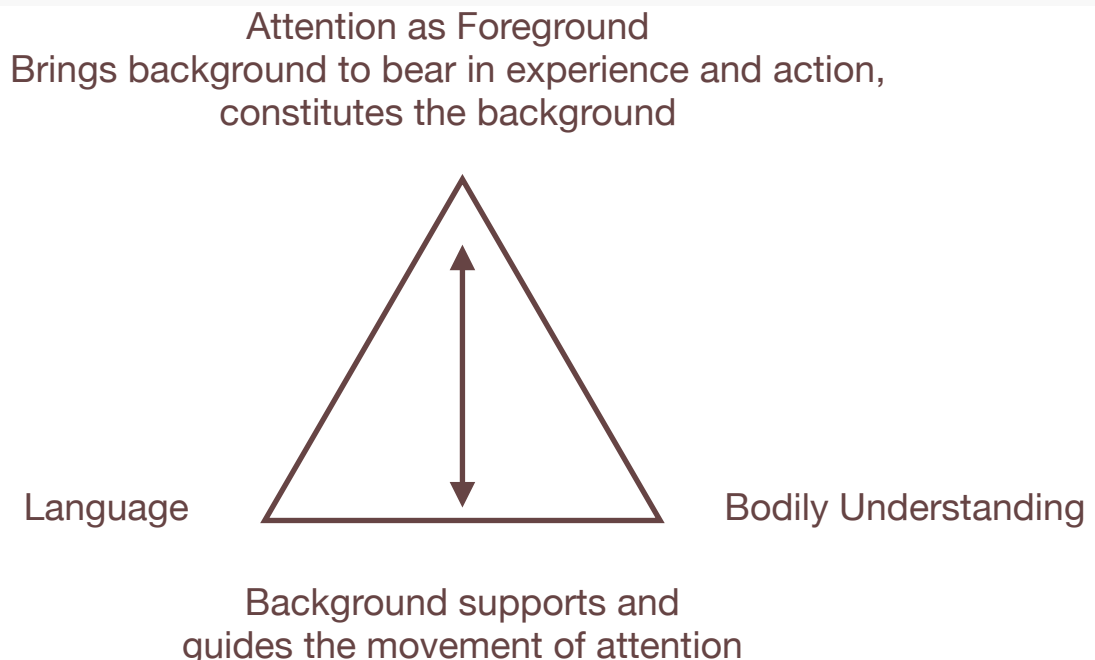 Attention as Foreground
Brings background to bear in experience and action,
constitutes the background
Language
Bodily Understanding
Background supports and
guides the movement of attention